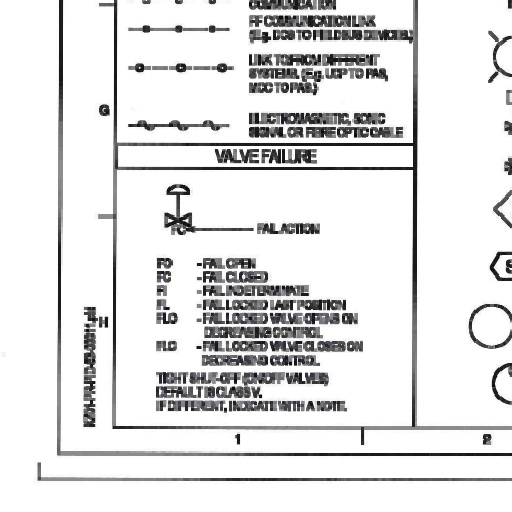 COMMUNICATION
FF COMMUNICATION LINK
(E.g. DCS TO FIELDBUS DEVICES,)
LINK TO/FROM DIFFERENT
SYSTEMS. (E.g. UCP TO PAS,
MCC TO PAS.)
G
ELECTROMAGNETIC, SONIC
SIGNAL OR FIBRE OPTIC CABLE
VALVE FAILURE
FC
FAIL ACTION
FO - FAIL OPEN
FC - FAIL CLOSED
FI - FAIL INDETERMINATE
FL - FAIL LOCKED LAST POSITION
FLO - FAIL LOCKED VALVE OPENS ON
DECREASING CONTROL
FLC - FAIL LOCKED VALVE CLOSES ON
DECREASING CONTROL
H
TIGHT SHUT-OFF (ON/OFF VALVES)
DEFAULT IS CLASS V.
IF DIFFERENT, INDICATE WITH A NOTE.
S
1
2